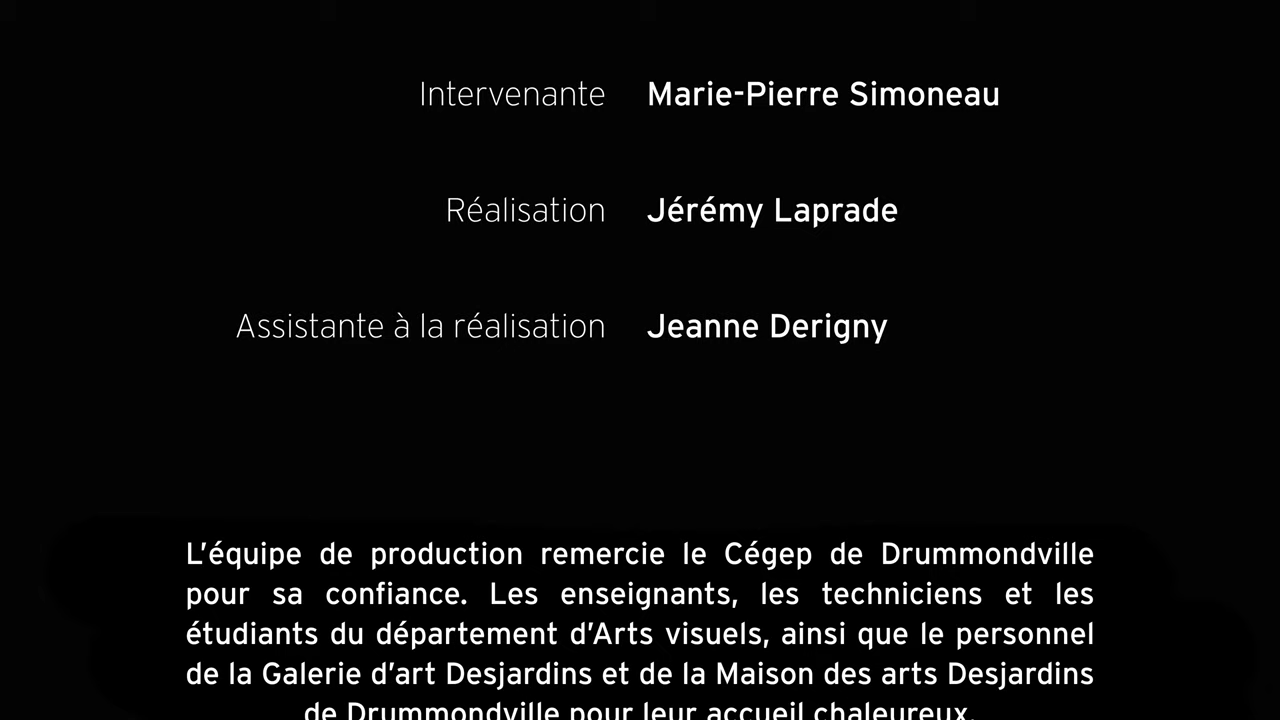 Intervenante Marie-Pierre Simoneau
Réalisation Jérémy Laprade
Assistante à la réalisation Jeanne Derigny
L’équipe de production remercie le Cégep de Drummondville
pour sa confiance. Les enseignants, les techniciens et les
étudiants du département d’Arts visuels, ainsi que le personnel
de la Galerie d’art Desjardins et de la Maison des arts Desjardins
de Drummondville pour leur accueil chaleureux.